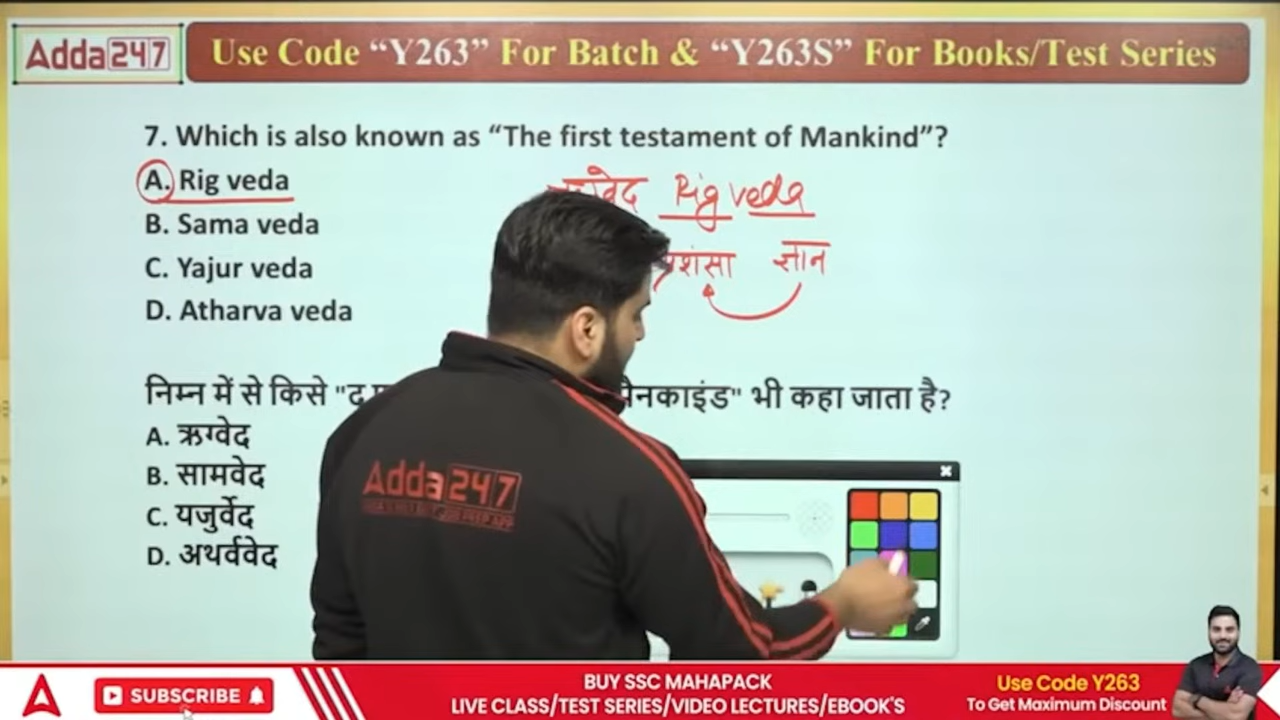 Adda247
Use Code “Y263” For Batch & “Y263S” For Books/Test Series
7. Which is also known as “The first testament of Mankind”?
A. Rig veda
B. Sama veda
C. Yajur veda
D. Atharva veda
Rig veda
प्रशंसा ज्ञान
निम्न में से किसे "द
मैनकाइंड" भी कहा जाता है?
A. ऋग्वेद
B. सामवेद
C. यजुर्वेद
D. अथर्ववेद
Adda247
SUBSCRIBE
BUY SSC MAHAPACK
LIVE CLASS/TEST SERIES/VIDEO LECTURES/EBOOK'S
Use Code Y263
To Get Maximum Discount